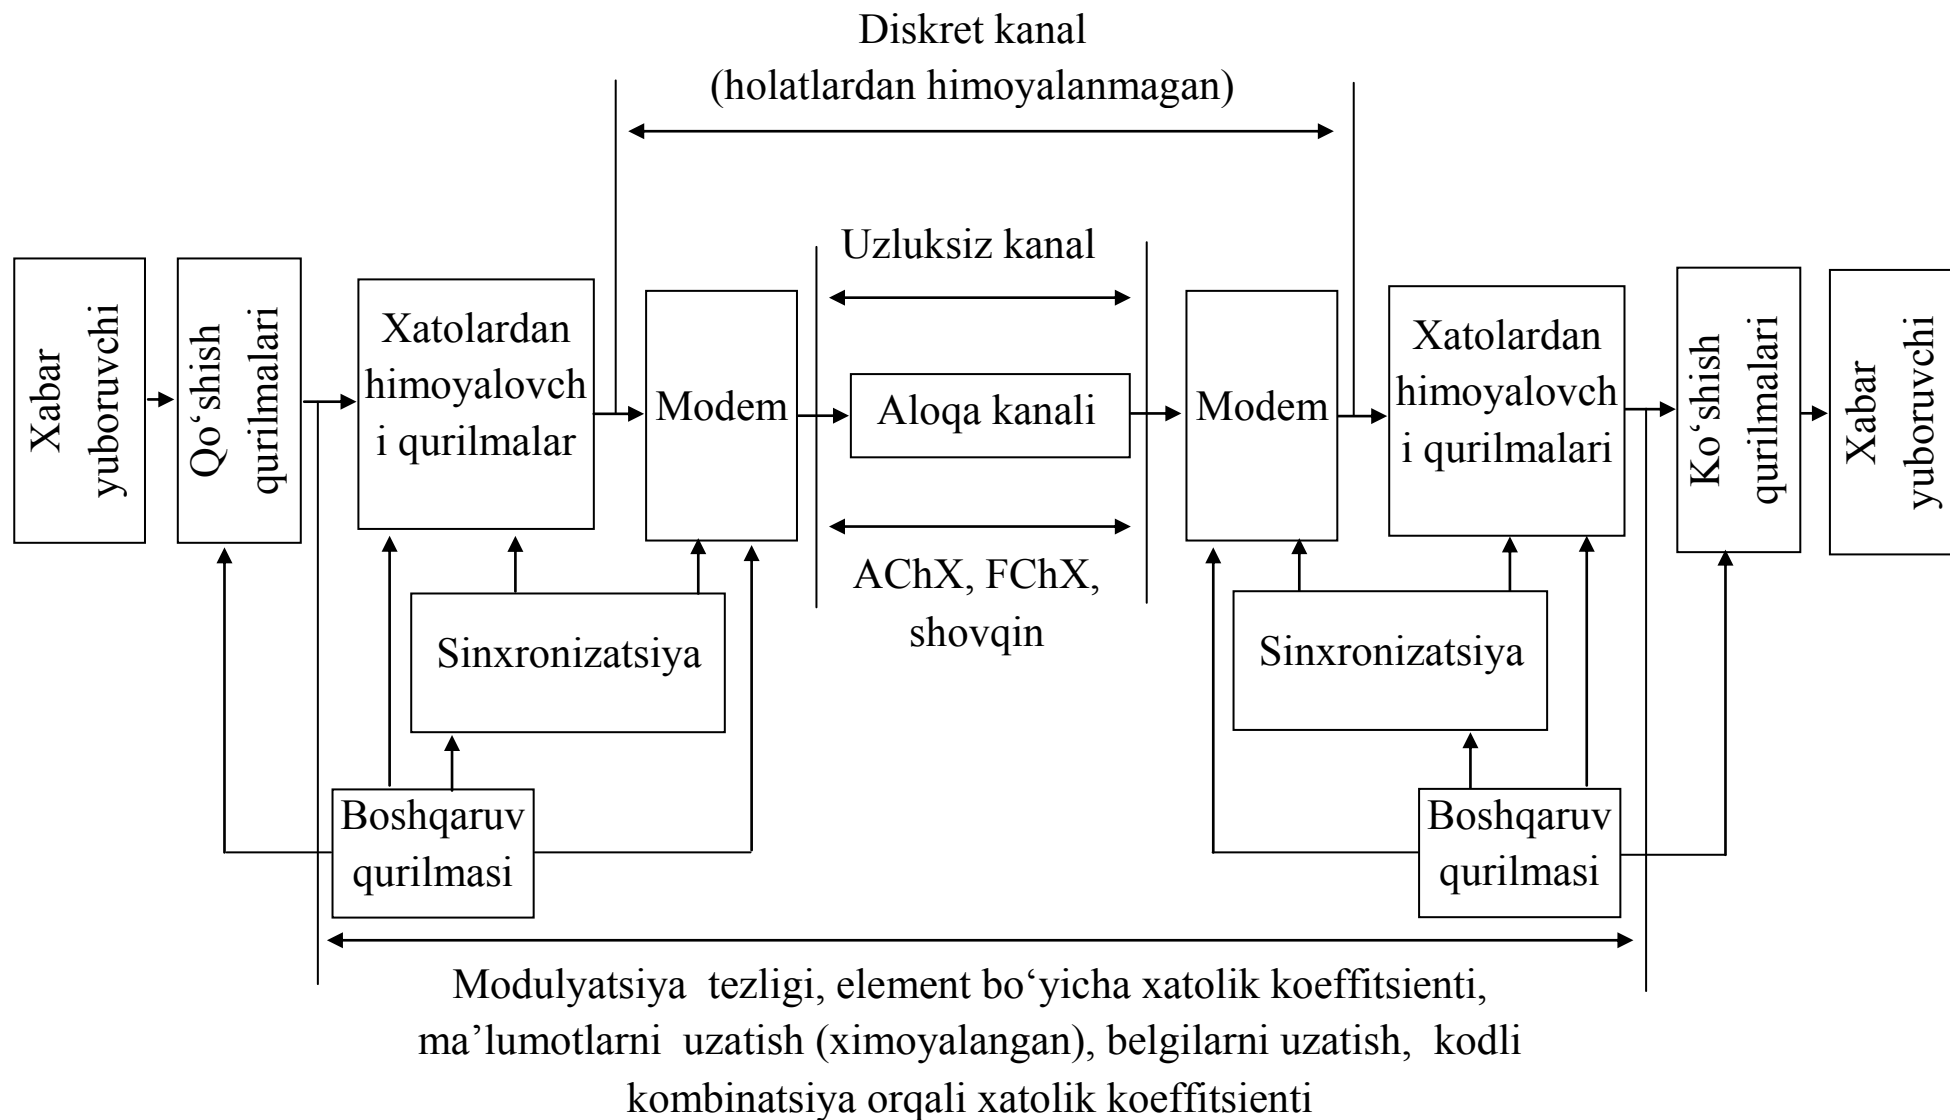 Diskret kanal
(holatlardan himoyalanmagan)
Uzluksiz kanal
Xabar
yuboruvchi
Qo‘shish
qurilmalari
Xatolardan
himoyalovch
i qurilmalar
Modem
Aloqa kanali
Modem
Xatolardan
himoyalovch
i qurilmalari
Ko‘shish
qurilmalari
Xabar
yuboruvchi
AChX, FChX,
shovqin
Sinxronizatsiya
Sinxronizatsiya
Boshqaruv
qurilmasi
Boshqaruv
qurilmasi
Modulyatsiya tezligi, element bo‘yicha xatolik koeffitsienti,
ma’lumotlarni uzatish (ximoyalangan), belgilarni uzatish, kodli
kombinatsiya orqali xatolik koeffitsienti